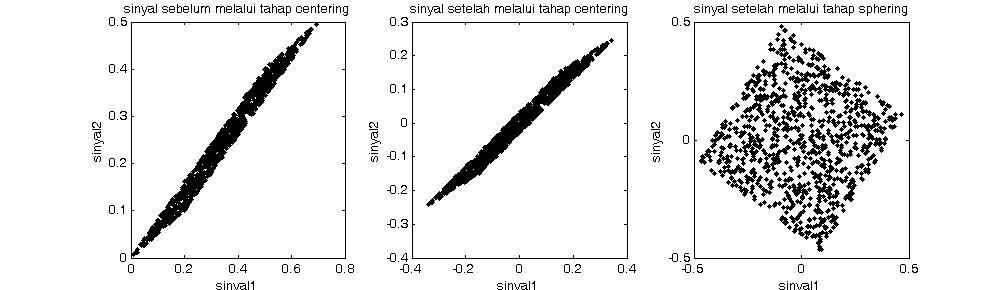 sinyal sebelum melalui tahap centering
0.5
0.4
0.3
0.2
0.1
0
sinyal2
0 0.2 0.4 0.6 0.8
sinyal1
sinyal setelah melalui tahap centering
0.3
0.2
0.1
0
-0.1
-0.2
-0.3
-0.4
sinyal2
-0.4 -0.2 0 0.2 0.4
sinyal1
sinyal setelah melalui tahap sphering
0.5
0
-0.5
sinyal2
-0.5 0 0.5
sinyal1